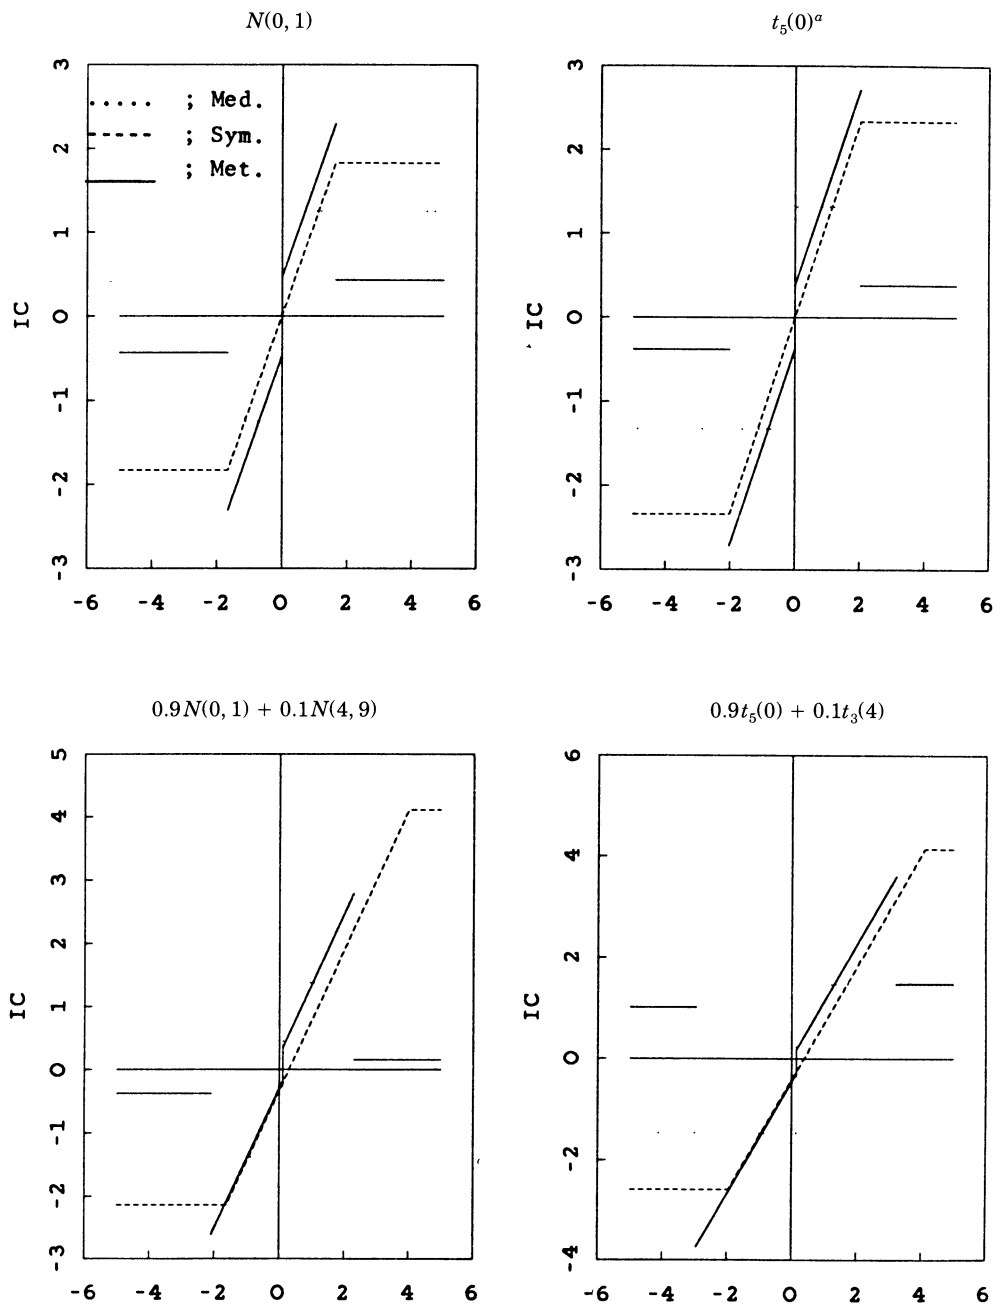 N(0, 1)
t₅(0)ᵃ
3
2
1
0
-1
-2
-3
IC
..... ; Med.
----- ; Sym.
; Met.
-6 -4 -2 0 2 4 6
3
2
1
0
-1
-2
-3
IC
-6 -4 -2 0 2 4 6
0.9N(0, 1) + 0.1N(4, 9)
0.9t₅(0) + 0.1t₃(4)
5
4
3
2
1
0
-1
-2
-3
IC
-6 -4 -2 0 2 4 6
6
4
2
0
-2
-4
IC
-6 -4 -2 0 2 4 6